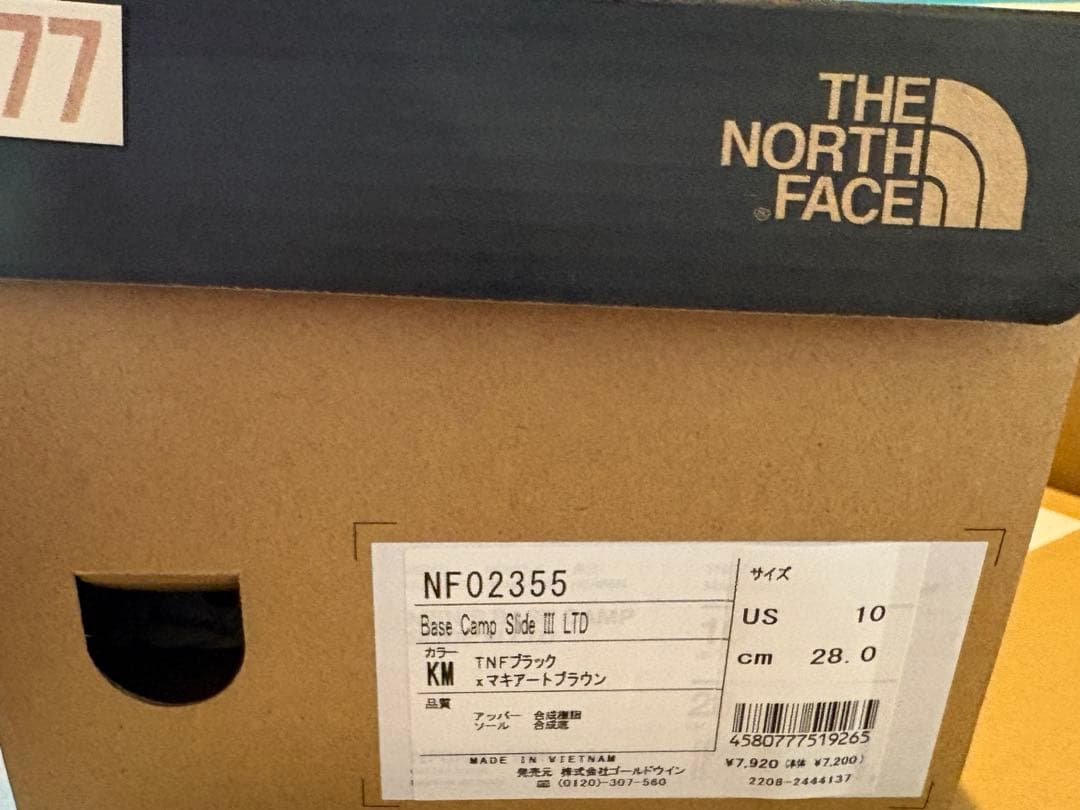 77
THE
NORTH
FACE
®
NF02355
Base Camp Slide Ⅲ LTD
カラー
KM
TNFブラック
xマキアートブラウン
品質
アッパー 合成樹脂
ソール 合成底
MADE IN VIETNAM
発売元 株式会社ゴールドウイン
(0120)-307-560
サイズ
US 10
cm 28.0
4580777519265
¥7,920 (本体 ¥7,200)
2208-2444137